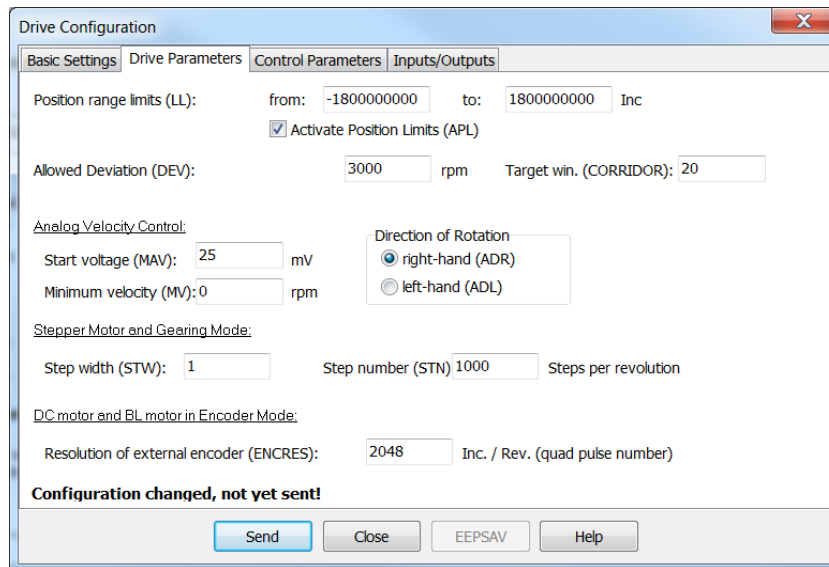 Drive Configuration
Basic Settings Drive Parameters Control Parameters Inputs/Outputs
Position range limits (LL): from: -1800000000 to: 1800000000 Inc
Activate Position Limits (APL)
Allowed Deviation (DEV): 3000 rpm Target win. (CORRIDOR): 20
Analog Velocity Control:
Direction of Rotation
Start voltage (MAV): 25 mV right-hand (ADR)
Minimum velocity (MV): 0 rpm left-hand (ADL)
Stepper Motor and Gearing Mode:
Step width (STW): 1 Step number (STN) 1000 Steps per revolution
DC motor and BL motor in Encoder Mode:
Resolution of external encoder (ENCRES): 2048 Inc. / Rev. (quad pulse number)
Configuration changed, not yet sent!
Send Close EEPSAV Help